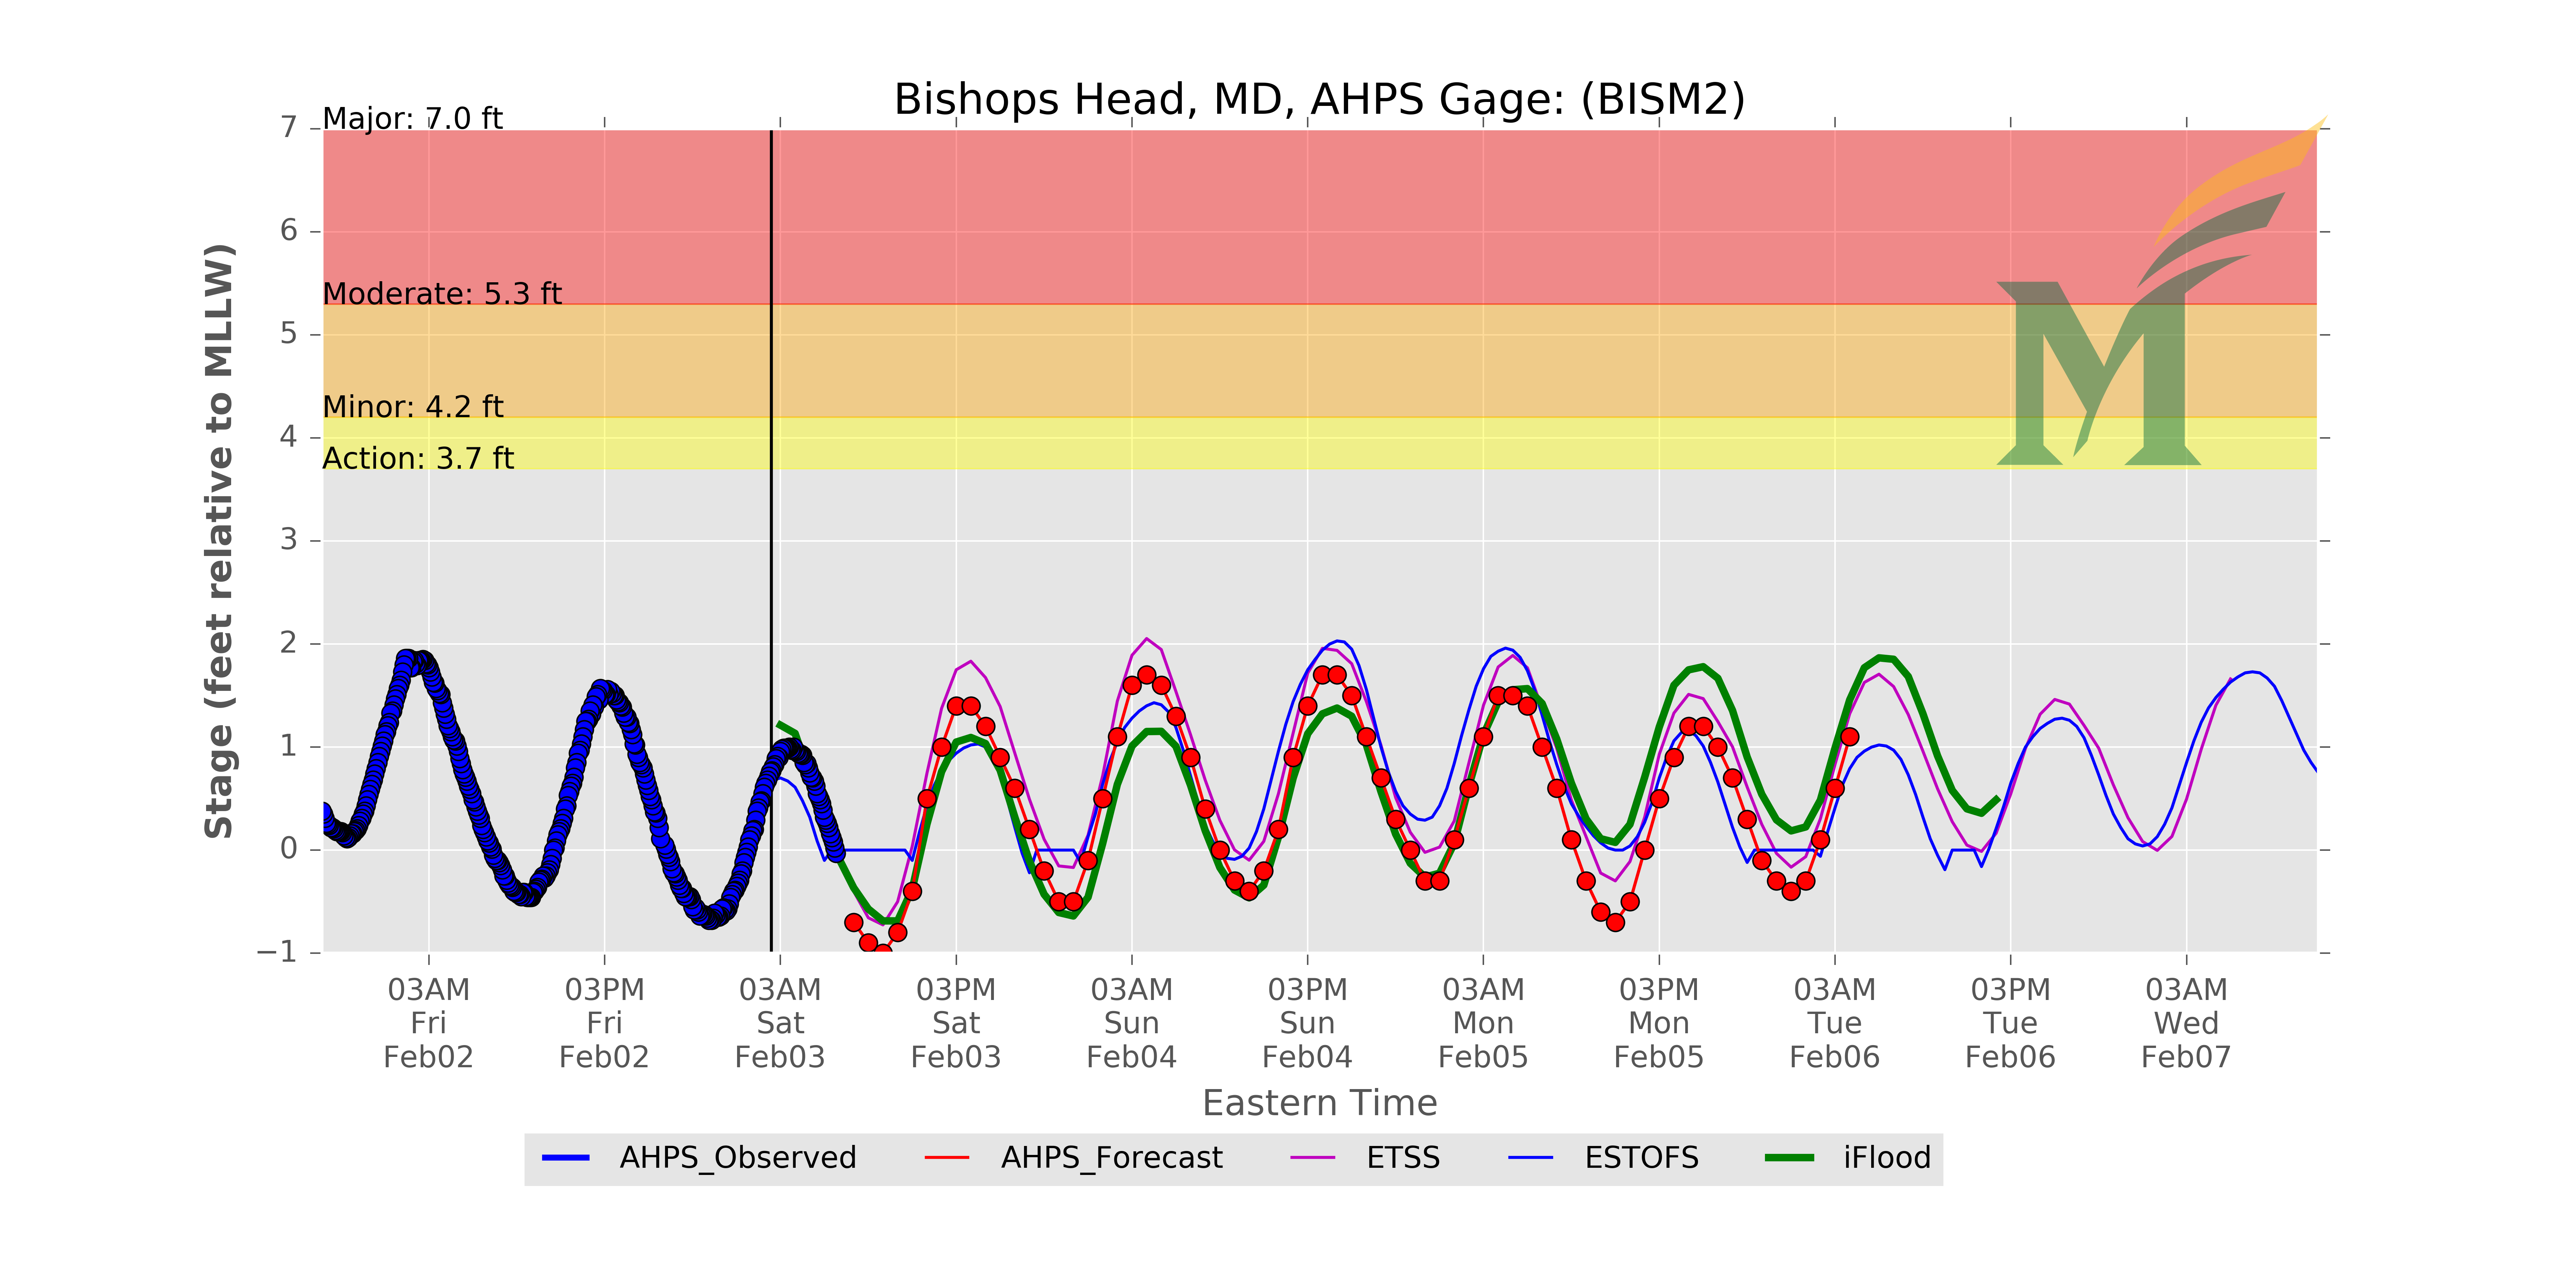 Bishops Head, MD, AHPS Gage: (BISM2)
Major: 7.0 ft
Moderate: 5.3 ft
Minor: 4.2 ft
Action: 3.7 ft
Stage (feet relative to MLLW)
7
6
5
4
3
2
1
0
−1
03AM Fri Feb02
03PM Fri Feb02
03AM Sat Feb03
03PM Sat Feb03
03AM Sun Feb04
03PM Sun Feb04
03AM Mon Feb05
03PM Mon Feb05
03AM Tue Feb06
03PM Tue Feb06
03AM Wed Feb07
Eastern Time
AHPS_Observed AHPS_Forecast ETSS ESTOFS iFlood
M